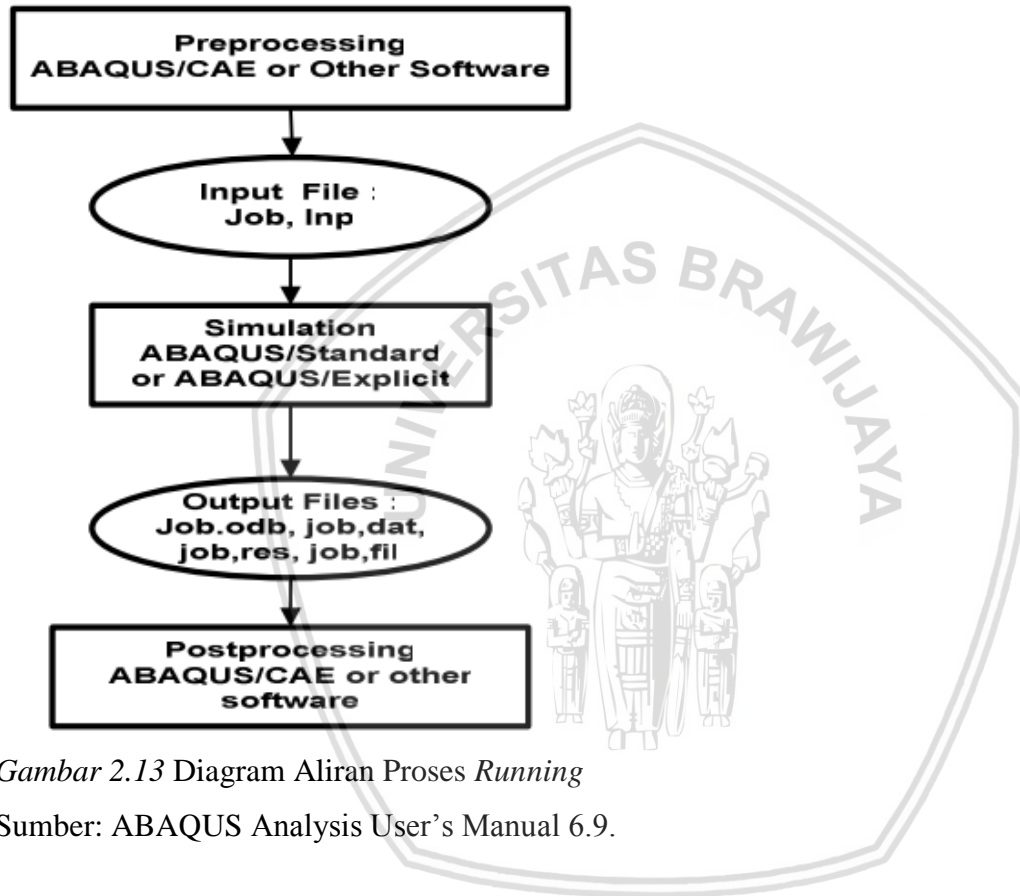 Preprocessing
ABAQUS/CAE or Other Software
Input File :
Job, Inp
Simulation
ABAQUS/Standard
or ABAQUS/Explicit
Output Files :
Job.odb, job,dat,
job,res, job,fil
Postprocessing
ABAQUS/CAE or other
software
UNIVERSITAS BRAWIJAYA
Gambar 2.13 Diagram Aliran Proses Running
Sumber: ABAQUS Analysis User’s Manual 6.9.